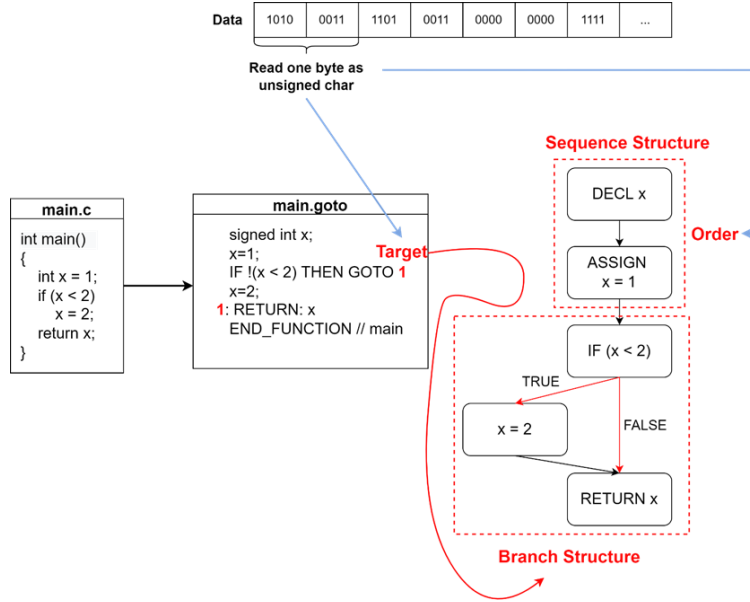 Data 1010 0011 1101 0011 0000 0000 1111 ...
Read one byte as
unsigned char
main.c
int main()
{
int x = 1;
if (x < 2)
x = 2;
return x;
}
main.goto
signed int x;
x=1;
IF !(x < 2) THEN GOTO 1
x=2;
1: RETURN: x
END_FUNCTION // main
Target
Sequence Structure
DECL x
ASSIGN
x = 1
Order
IF (x < 2)
TRUE
FALSE
x = 2
RETURN x
Branch Structure